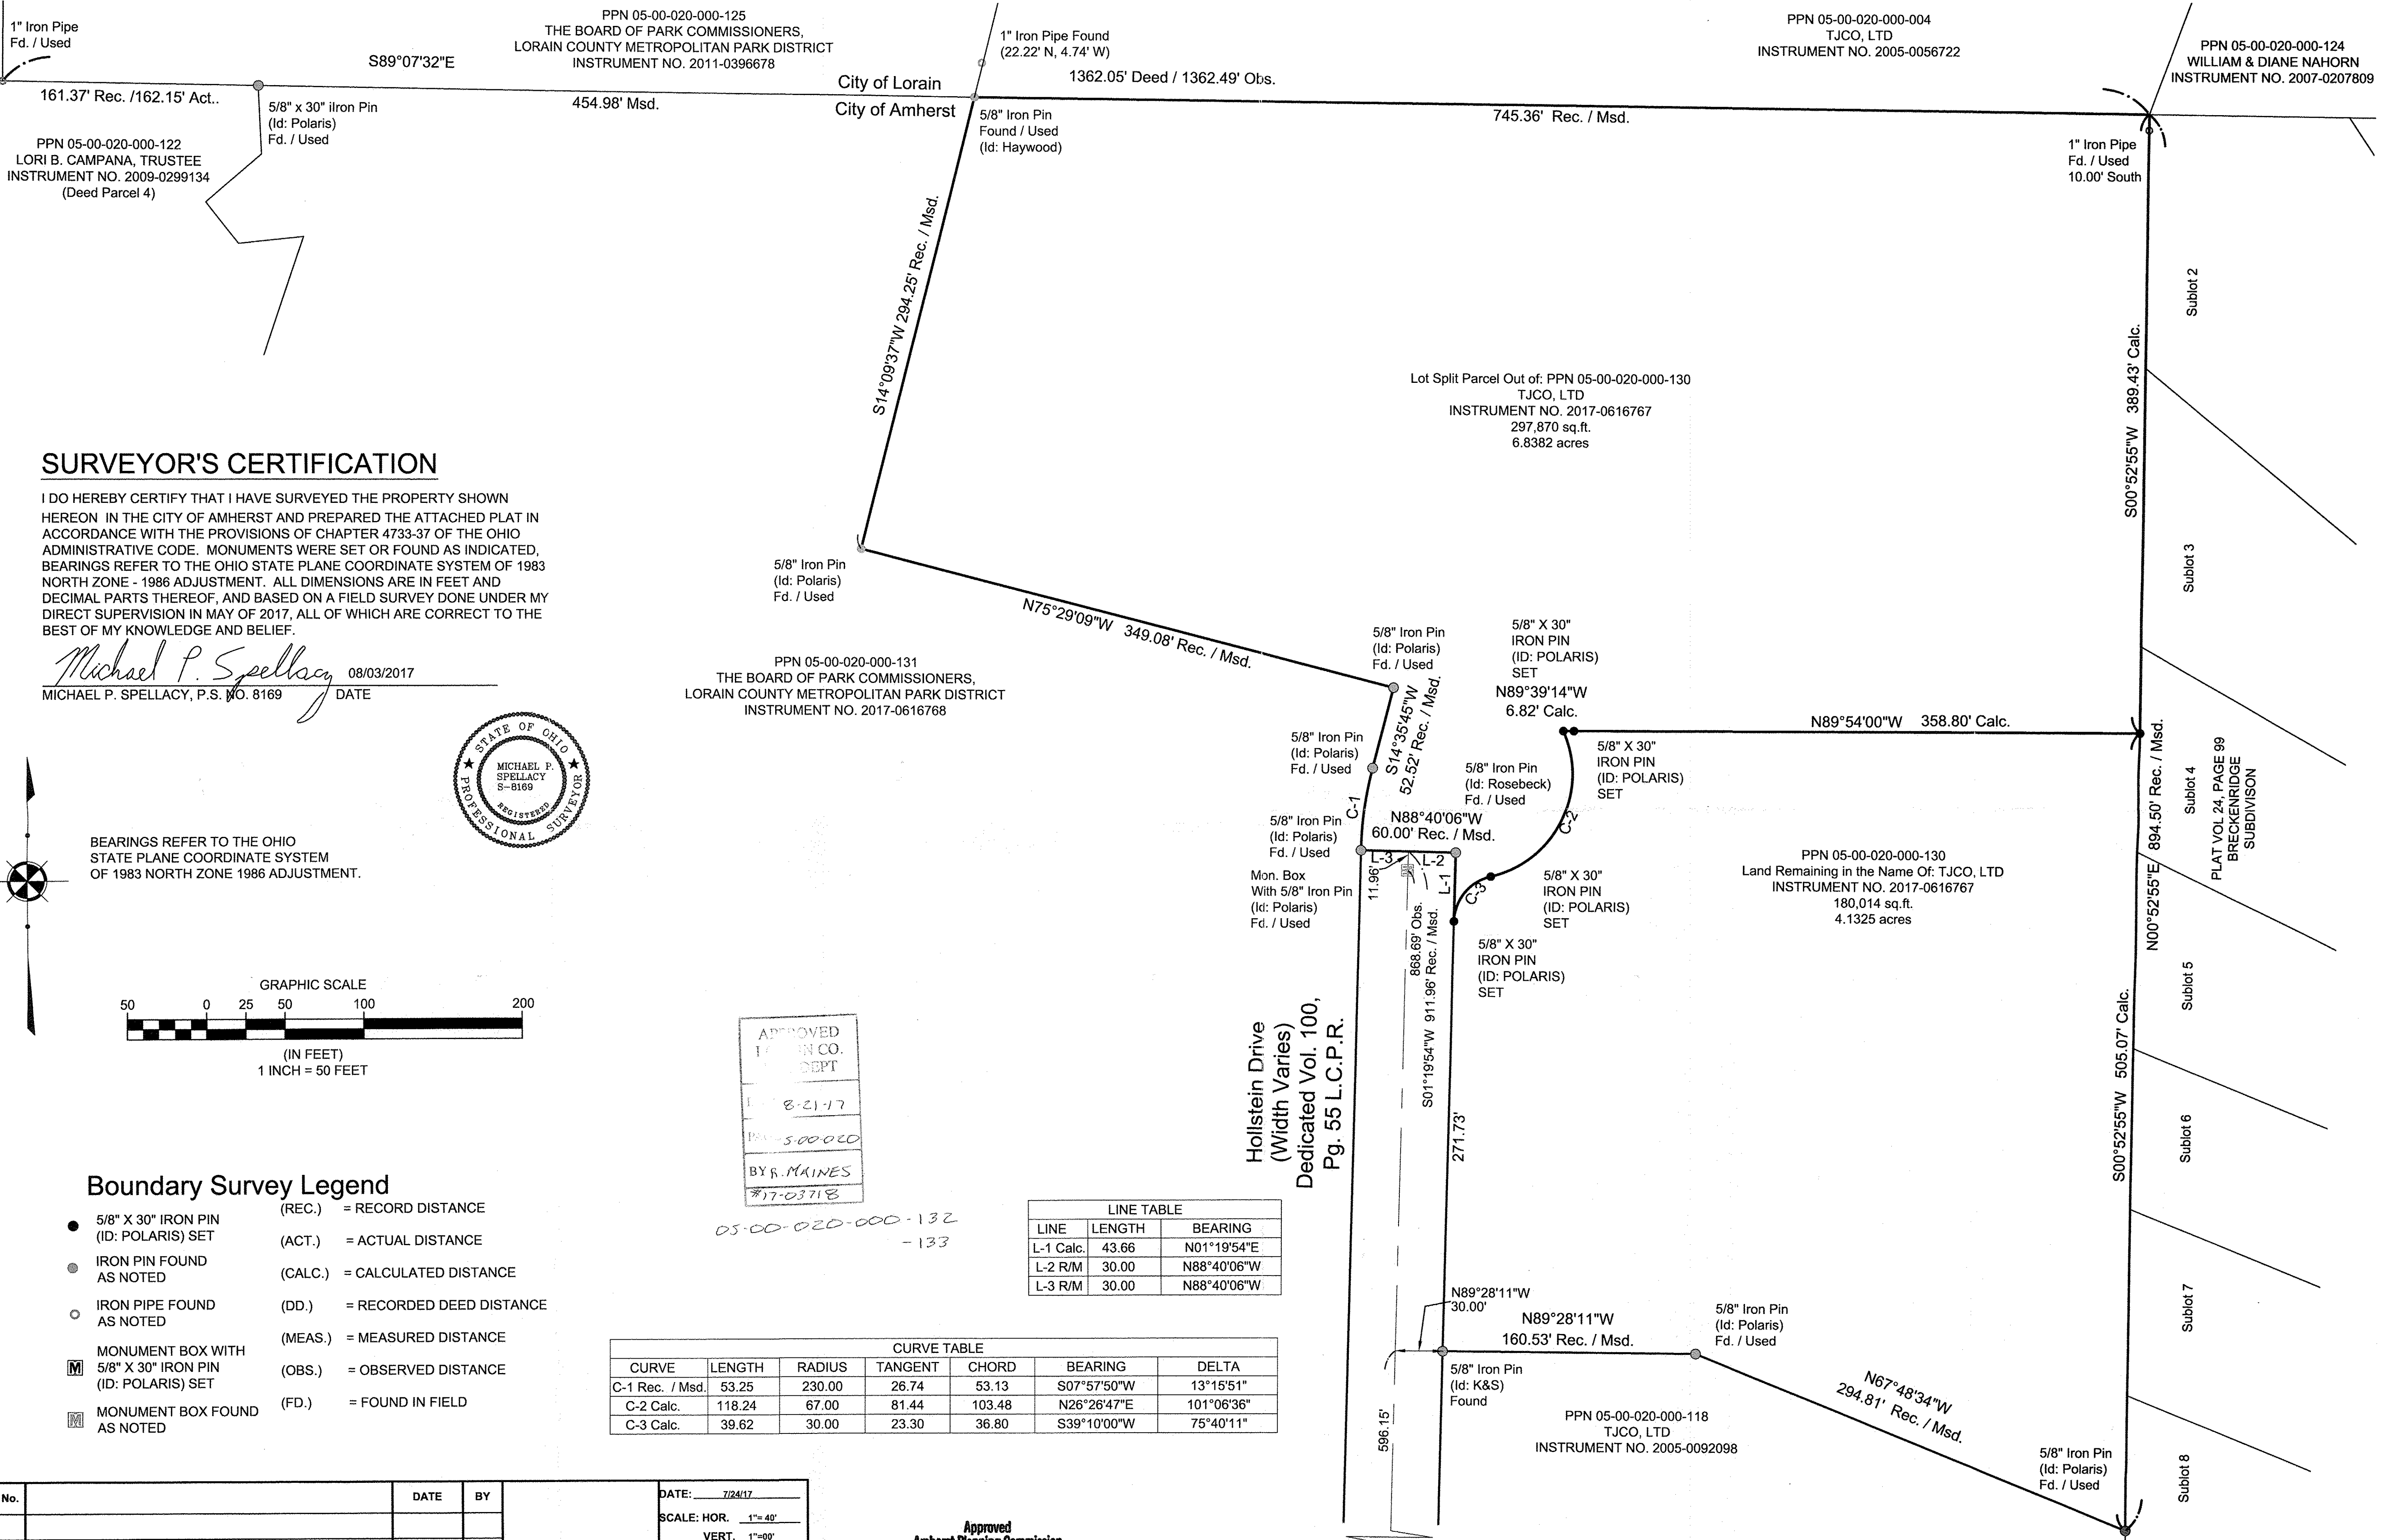 1" Iron Pipe
Fd. / Used
161.37' Rec. /162.15' Act..
PPN 05-00-020-000-122
LORI B. CAMPANA, TRUSTEE
INSTRUMENT NO. 2009-0299134
(Deed Parcel 4)
5/8" x 30" iIron Pin
(Id: Polaris)
Fd. / Used
S89°07'32"E
454.98' Msd.
PPN 05-00-020-000-125
THE BOARD OF PARK COMMISSIONERS,
LORAIN COUNTY METROPOLITAN PARK DISTRICT
INSTRUMENT NO. 2011-0396678
City of Lorain
City of Amherst
1" Iron Pipe Found
(22.22' N, 4.74' W)
1362.05' Deed / 1362.49' Obs.
5/8" Iron Pin
Found / Used
(Id: Haywood)
745.36' Rec. / Msd.
PPN 05-00-020-000-004
TJCO, LTD
INSTRUMENT NO. 2005-0056722
PPN 05-00-020-000-124
WILLIAM & DIANE NAHORN
INSTRUMENT NO. 2007-0207809
1" Iron Pipe
Fd. / Used
10.00' South
S14°09'37"W 294.25' Rec. / Msd.
Lot Split Parcel Out of: PPN 05-00-020-000-130
TJCO, LTD
INSTRUMENT NO. 2017-0616767
297,870 sq.ft.
6.8382 acres
S00°52'55"W 389.43' Calc.
Sublot 2
Sublot 3
Sublot 4
Sublot 5
Sublot 6
Sublot 7
Sublot 8
PLAT VOL 24, PAGE 99
BRECKENRIDGE
SUBDIVISON
N00°52'55"E 894.50' Rec. / Msd.
S00°52'55"W 505.07' Calc.
SURVEYOR'S CERTIFICATION
I DO HEREBY CERTIFY THAT I HAVE SURVEYED THE PROPERTY SHOWN
HEREON IN THE CITY OF AMHERST AND PREPARED THE ATTACHED PLAT IN
ACCORDANCE WITH THE PROVISIONS OF CHAPTER 4733-37 OF THE OHIO
ADMINISTRATIVE CODE. MONUMENTS WERE SET OR FOUND AS INDICATED,
BEARINGS REFER TO THE OHIO STATE PLANE COORDINATE SYSTEM OF 1983
NORTH ZONE - 1986 ADJUSTMENT. ALL DIMENSIONS ARE IN FEET AND
DECIMAL PARTS THEREOF, AND BASED ON A FIELD SURVEY DONE UNDER MY
DIRECT SUPERVISION IN MAY OF 2017, ALL OF WHICH ARE CORRECT TO THE
BEST OF MY KNOWLEDGE AND BELIEF.
Michael P. Spellacy 08/03/2017
MICHAEL P. SPELLACY, P.S. NO. 8169 DATE
STATE OF OHIO
MICHAEL P.
SPELLACY
S-8169
REGISTERED
PROFESSIONAL SURVEYOR
BEARINGS REFER TO THE OHIO
STATE PLANE COORDINATE SYSTEM
OF 1983 NORTH ZONE 1986 ADJUSTMENT.
5/8" Iron Pin
(Id: Polaris)
Fd. / Used
N75°29'09"W 349.08' Rec. / Msd.
PPN 05-00-020-000-131
THE BOARD OF PARK COMMISSIONERS,
LORAIN COUNTY METROPOLITAN PARK DISTRICT
INSTRUMENT NO. 2017-0616768
5/8" Iron Pin
(Id: Polaris)
Fd. / Used
S14°35'45"W
52.52' Rec. / Msd.
5/8" Iron Pin
(Id: Polaris)
Fd. / Used
C-1
5/8" Iron Pin
(Id: Polaris)
Fd. / Used
5/8" X 30"
IRON PIN
(ID: POLARIS)
SET
N89°39'14"W
6.82' Calc.
N89°54'00"W 358.80' Calc.
5/8" X 30"
IRON PIN
(ID: POLARIS)
SET
5/8" Iron Pin
(Id: Rosebeck)
Fd. / Used
N88°40'06"W
60.00' Rec. / Msd.
C-2
L-3
L-2
L-1
C-3
11.96'
Mon. Box
With 5/8" Iron Pin
(Id: Polaris)
Fd. / Used
5/8" X 30"
IRON PIN
(ID: POLARIS)
SET
5/8" X 30"
IRON PIN
(ID: POLARIS)
SET
PPN 05-00-020-000-130
Land Remaining in the Name Of: TJCO, LTD
INSTRUMENT NO. 2017-0616767
180,014 sq.ft.
4.1325 acres
868.69' Obs.
S01°19'54"W 911.96' Rec. / Msd.
271.73'
Hollstein Drive
(Width Varies)
Dedicated Vol. 100,
Pg. 55 L.C.P.R.
GRAPHIC SCALE
50 0 25 50 100 200
(IN FEET)
1 INCH = 50 FEET
APPROVED
CO.
DEPT
8-21-17
5-00-020
BY R. MAINES
#17-03718
05-00-020-000-132
-133
Boundary Survey Legend
5/8" X 30" IRON PIN
(ID: POLARIS) SET
IRON PIN FOUND
AS NOTED
IRON PIPE FOUND
AS NOTED
M MONUMENT BOX WITH
5/8" X 30" IRON PIN
(ID: POLARIS) SET
M MONUMENT BOX FOUND
AS NOTED
(REC.) = RECORD DISTANCE
(ACT.) = ACTUAL DISTANCE
(CALC.) = CALCULATED DISTANCE
(DD.) = RECORDED DEED DISTANCE
(MEAS.) = MEASURED DISTANCE
(OBS.) = OBSERVED DISTANCE
(FD.) = FOUND IN FIELD
LINE TABLE
LINE LENGTH BEARING
L-1 Calc. 43.66 N01°19'54"E
L-2 R/M 30.00 N88°40'06"W
L-3 R/M 30.00 N88°40'06"W
CURVE TABLE
CURVE LENGTH RADIUS TANGENT CHORD BEARING DELTA
C-1 Rec. / Msd. 53.25 230.00 26.74 53.13 S07°57'50"W 13°15'51"
C-2 Calc. 118.24 67.00 81.44 103.48 N26°26'47"E 101°06'36"
C-3 Calc. 39.62 30.00 23.30 36.80 S39°10'00"W 75°40'11"
N89°28'11"W
30.00'
N89°28'11"W
160.53' Rec. / Msd.
5/8" Iron Pin
(Id: Polaris)
Fd. / Used
5/8" Iron Pin
(Id: K&S)
Found
596.15'
PPN 05-00-020-000-118
TJCO, LTD
INSTRUMENT NO. 2005-0092098
N67°48'34"W
294.81' Rec. / Msd.
5/8" Iron Pin
(Id: Polaris)
Fd. / Used
No. DATE BY
DATE: 7/24/17
SCALE: HOR. 1"= 40'
VERT. 1"=00'
Approved
Amherst Planning Commission